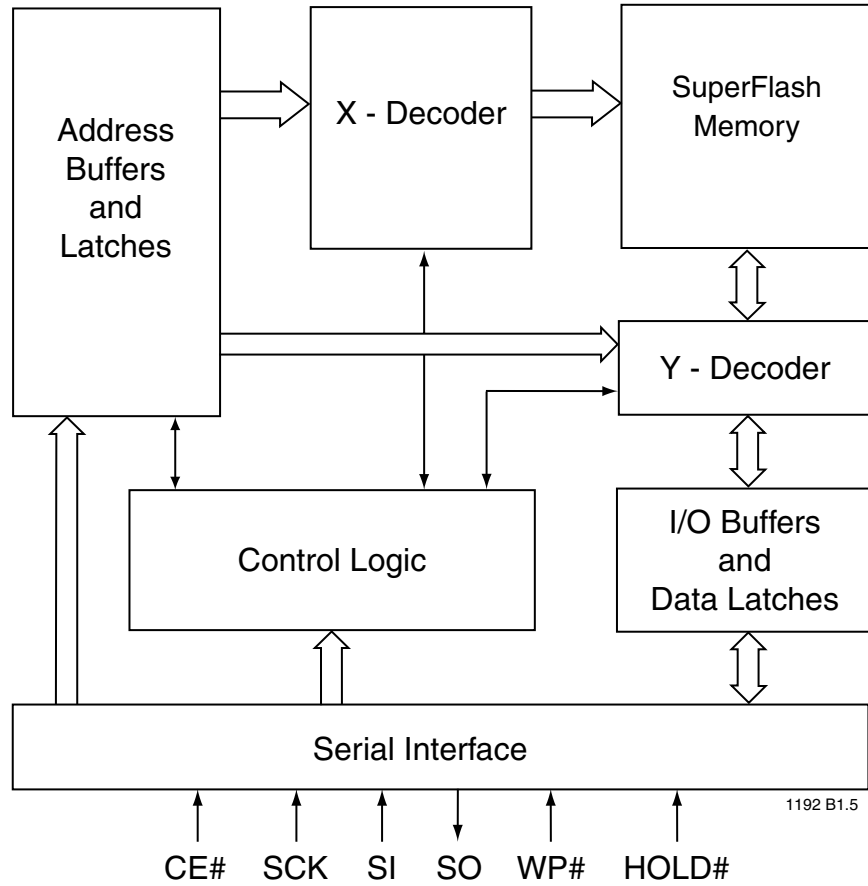 Address
Buffers
and
Latches
X - Decoder
SuperFlash
Memory
Y - Decoder
Control Logic
I/O Buffers
and
Data Latches
Serial Interface
1192 B1.5
CE# SCK SI SO WP# HOLD#